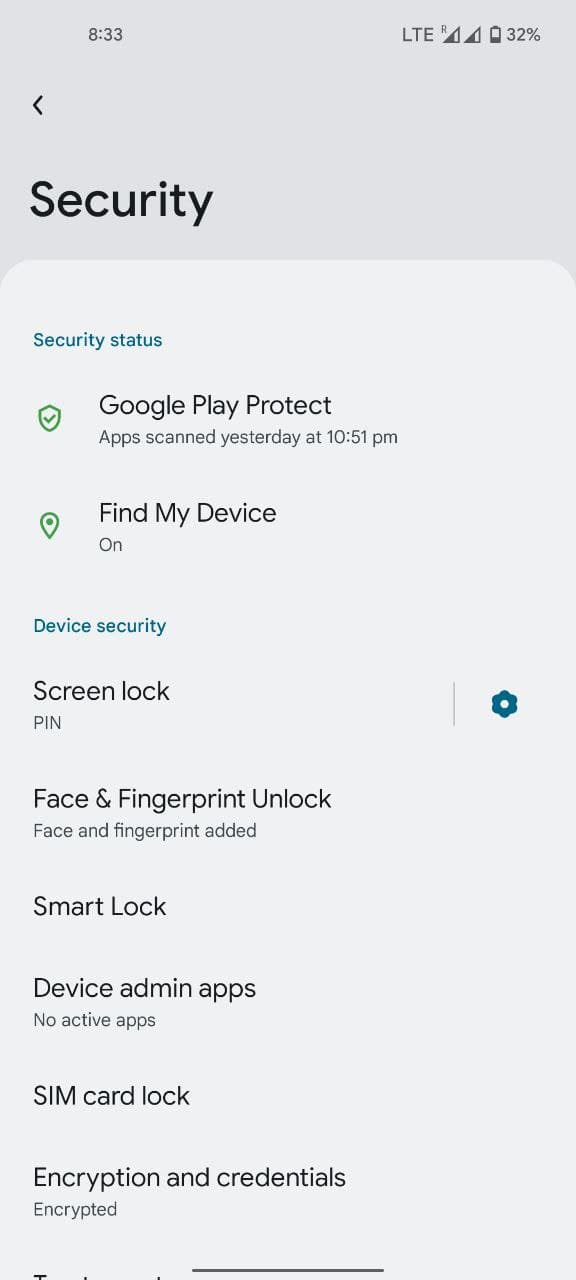 8:33
LTE R 32%
Security
Security status
Google Play Protect
Apps scanned yesterday at 10:51 pm
Find My Device
On
Device security
Screen lock
PIN
Face & Fingerprint Unlock
Face and fingerprint added
Smart Lock
Device admin apps
No active apps
SIM card lock
Encryption and credentials
Encrypted